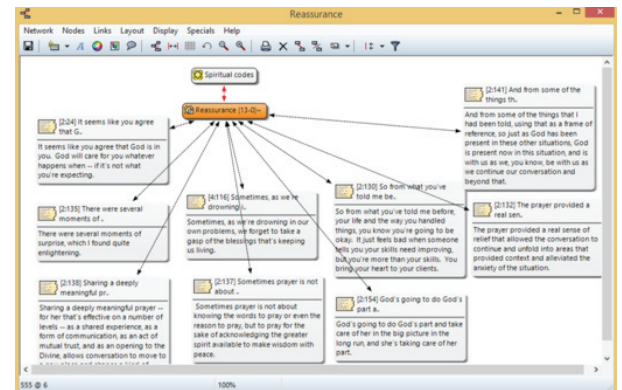 Reassurance
Network Nodes Links Layout Display Specials Help
Spiritual codes
Reassurance [13-0]~
[2:24] It seems like you agree
that G..
It seems like you agree that God is in
you. God will care for you whatever
happens when -- if it's not what
you're expecting.
[2:141] And from some of the
things th..
And from some of the things that I
had been told, using that as a frame of
reference, so just as God has been
present in these other situations, God
is present now in this situation, and is
with us as we, you know, be with us as
we continue our conversation and
beyond that.
[2:135] There were several
moments of ..
There were several moments of
surprise, which I found quite
enlightening.
[4:116] Sometimes, as we're
drowning i..
Sometimes, as we're drowning in our
own problems, we forget to take a
gasp of the blessings that's keeping
us living.
[2:130] So from what you've
told me be..
So from what you've told me before,
your life and the way you handled
things, you know you're going to be
okay. It just feels bad when someone
tells you your skills need improving,
but you're more than your skills. You
bring your heart to your clients.
[2:132] The prayer provided a
real sen..
The prayer provided a real sense of
relief that allowed the conversation to
continue and unfold into areas that
provided context and alleviated the
anxiety of the situation.
[2:138] Sharing a deeply
meaningful pr..
Sharing a deeply meaningful prayer --
for her that's effective on a number of
levels -- as a shared experience, as a
form of communication, as an act of
mutual trust, and as an opening to the
Divine, allows conversation to move to
[2:137] Sometimes prayer is not
about ..
Sometimes prayer is not about
knowing the words to pray or even the
reason to pray, but to pray for the
sake of acknowledging the greater
spirit available to make wisdom with
peace.
[2:154] God's going to do God's
part a..
God's going to do God's part and take
care of her in the big picture in the
long run, and she's taking care of her
part.
555 @ 6
100%